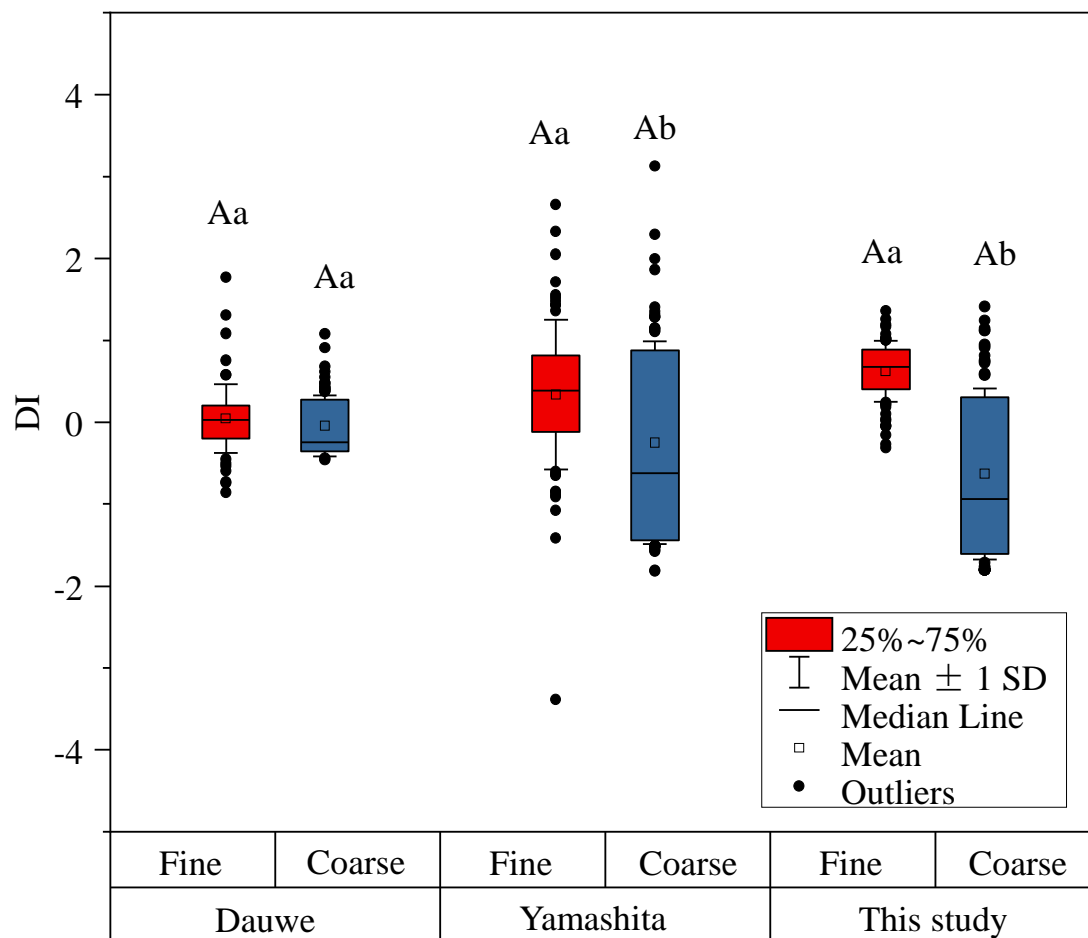 4
Aa
Ab
Aa
2
Aa
Ab
Aa
DI
0
-2
25%~75%
Mean ± 1 SD
Median Line
Mean
Outliers
-4
Fine Coarse Fine Coarse Fine Coarse
Dauwe Yamashita This study